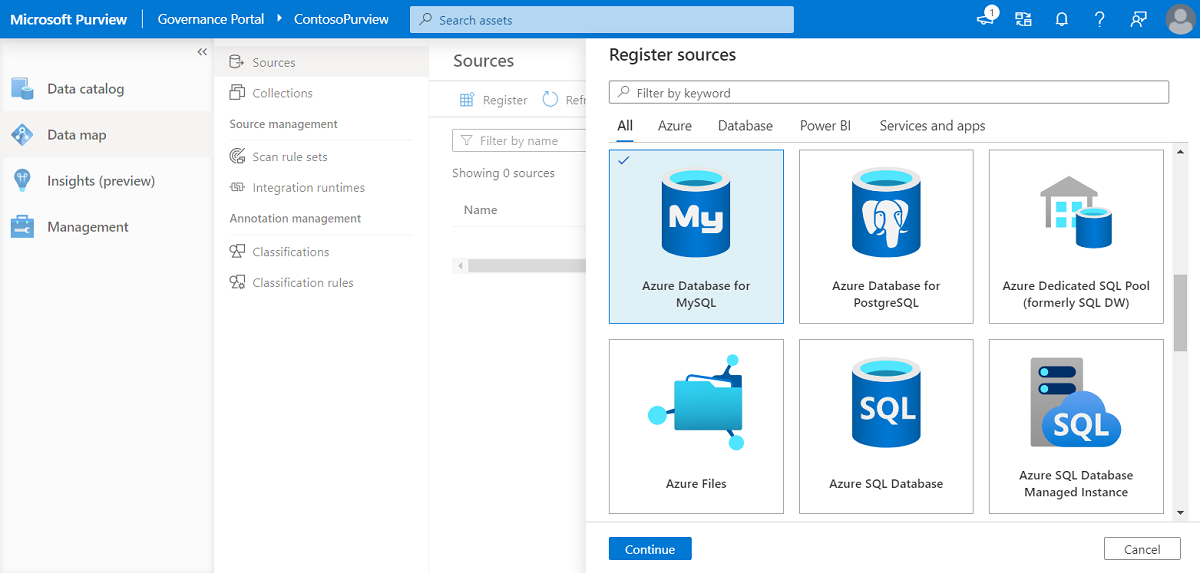 Microsoft Purview
Governance Portal
ContosoPurview
Search assets
1
Data catalog
Data map
Insights (preview)
Management
Sources
Collections
Source management
Scan rule sets
Integration runtimes
Annotation management
Classifications
Classification rules
Sources
Register
Refr
Filter by name
Showing 0 sources
Name
Register sources
Filter by keyword
All
Azure
Database
Power BI
Services and apps
My
Azure Database for
MySQL
Azure Database for
PostgreSQL
Azure Dedicated SQL Pool
(formerly SQL DW)
Azure Files
SQL
Azure SQL Database
SQL
Azure SQL Database
Managed Instance
Continue
Cancel